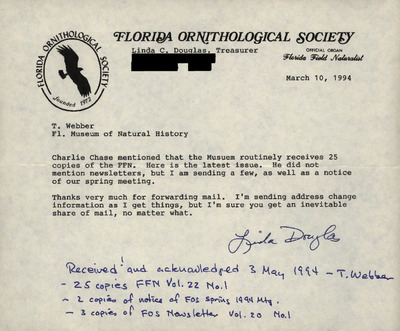 FLORIDA ORNITHOLOGICAL SOCIETY
Founded 1972
FLORIDA ORNITHOLOGICAL SOCIETY
Linda C. Douglas, Treasurer
OFFICIAL ORGAN
Florida Field Naturalist
March 10, 1994
T. Webber
Fl. Museum of Natural History
Charlie Chase mentioned that the Musuem routinely receives 25
copies of the FFN. Here is the latest issue. He did not
mention newsletters, but I am sending a few, as well as a notice
of our spring meeting.
Thanks very much for forwarding mail. I'm sending address change
information as I get things, but I'm sure you get an inevitable
share of mail, no matter what.
Linda Douglas
Received and acknowledged 3 May 1994 - T. Webber
- 25 copies FFN Vol. 22 No.1
- 2 copies of notice of FOS Spring 1994 Mtg.
- 3 copies of FOS Newsletter Vol. 20 No.1